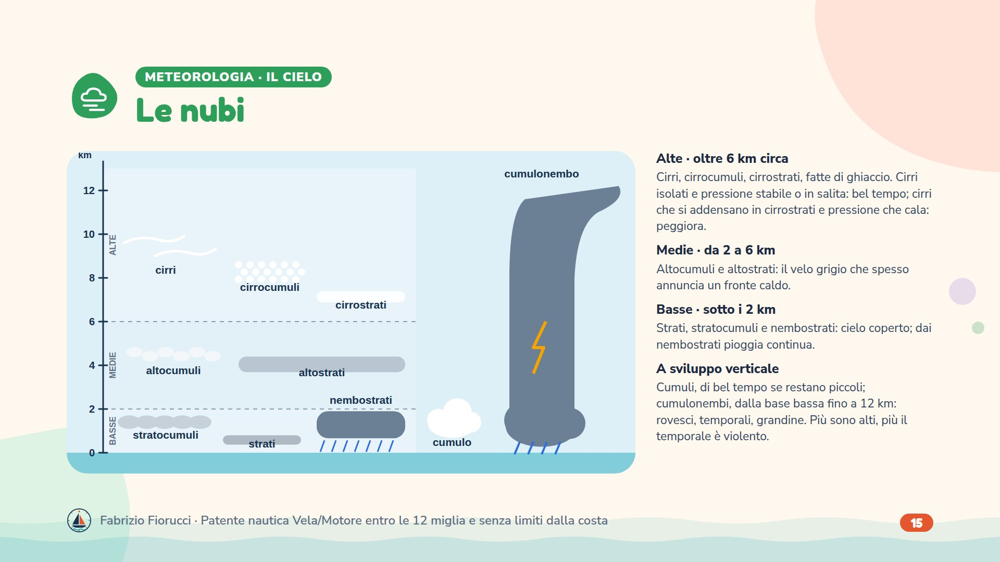 METEOROLOGIA · IL CIELO
Le nubi
km
12
10
8
6
4
2
0
ALTE
MEDIE
BASSE
cirri
cirrocumuli
cirrostrati
altocumuli
altostrati
nembostrati
stratocumuli
strati
cumulo
cumulonembo
Alte · oltre 6 km circa
Cirri, cirrocumuli, cirrostrati, fatte di ghiaccio. Cirri
isolati e pressione stabile o in salita: bel tempo; cirri
che si addensano in cirrostrati e pressione che cala:
peggiora.
Medie · da 2 a 6 km
Altocumuli e altostrati: il velo grigio che spesso
annuncia un fronte caldo.
Basse · sotto i 2 km
Strati, stratocumuli e nembostrati: cielo coperto; dai
nembostrati pioggia continua.
A sviluppo verticale
Cumuli, di bel tempo se restano piccoli;
cumulonembi, dalla base bassa fino a 12 km:
rovesci, temporali, grandine. Più sono alti, più il
temporale è violento.
Fabrizio Fiorucci · Patente nautica Vela/Motore entro le 12 miglia e senza limiti dalla costa
15